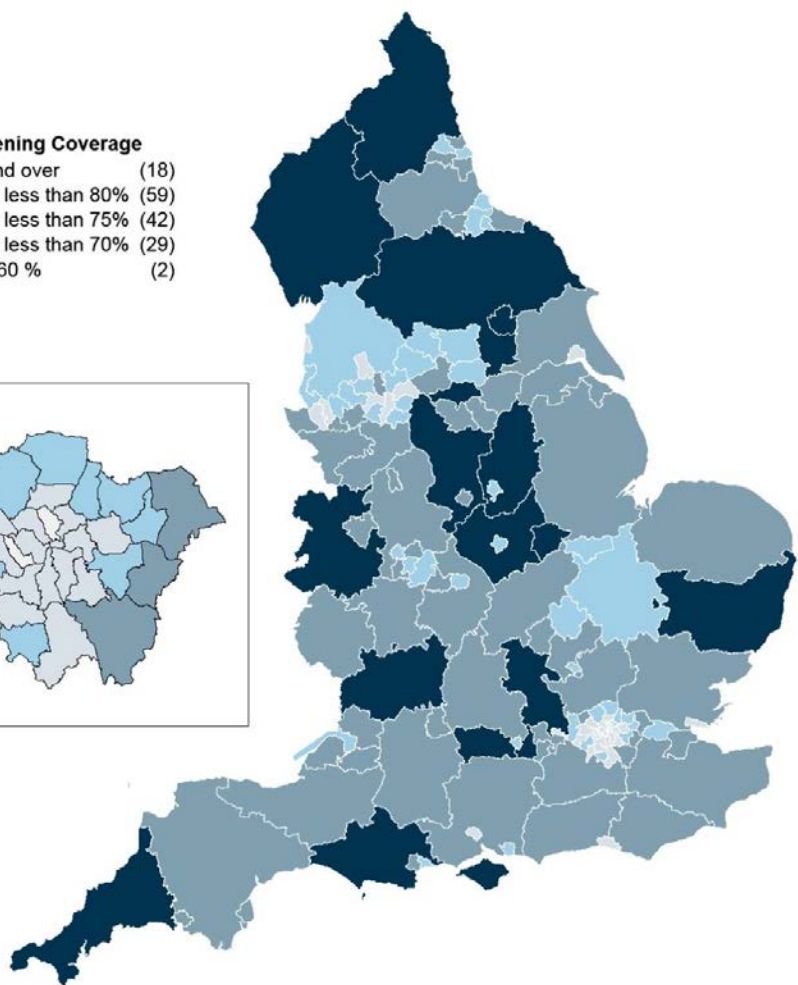 ening Coverage
nd over (18)
less than 80% (59)
less than 75% (42)
less than 70% (29)
60 % (2)